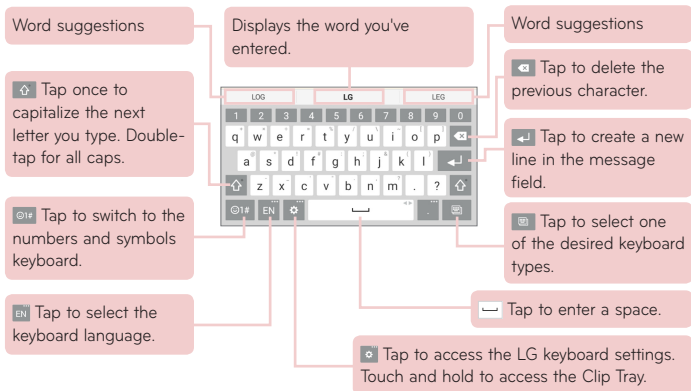 Word suggestions
Displays the word you've
entered.
Word suggestions
Tap once to
capitalize the next
letter you type. Double-
tap for all caps.
Tap to delete the
previous character.
LOG LG LEG
1 2 3 4 5 6 7 8 9 0
q w e r t y u i o p
a s d f g h j k l
z x c v b n m . ?
☺1# EN .
Tap to create a new
line in the message
field.
☺1# Tap to switch to the
numbers and symbols
keyboard.
Tap to select one
of the desired keyboard
types.
EN Tap to select the
keyboard language.
Tap to enter a space.
Tap to access the LG keyboard settings.
Touch and hold to access the Clip Tray.